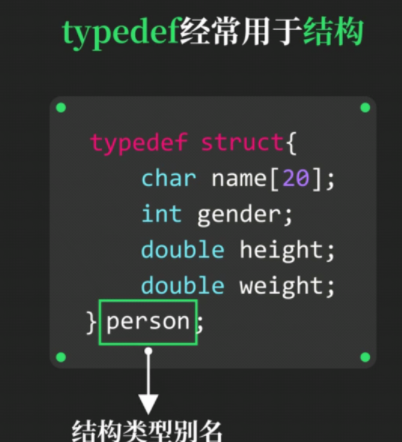 typedef经常用于结构
typedef struct{
char name[20];
int gender;
double height;
double weight;
}person;
结构类型别名